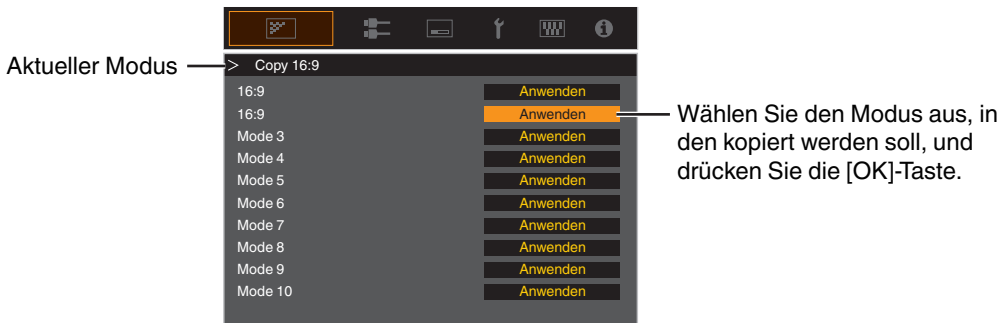 Aktueller Modus
> Copy 16:9
16:9 Anwenden
16:9 Anwenden
Mode 3 Anwenden
Mode 4 Anwenden
Mode 5 Anwenden
Mode 6 Anwenden
Mode 7 Anwenden
Mode 8 Anwenden
Mode 9 Anwenden
Mode 10 Anwenden
Wählen Sie den Modus aus, in
den kopiert werden soll, und
drücken Sie die [OK]-Taste.